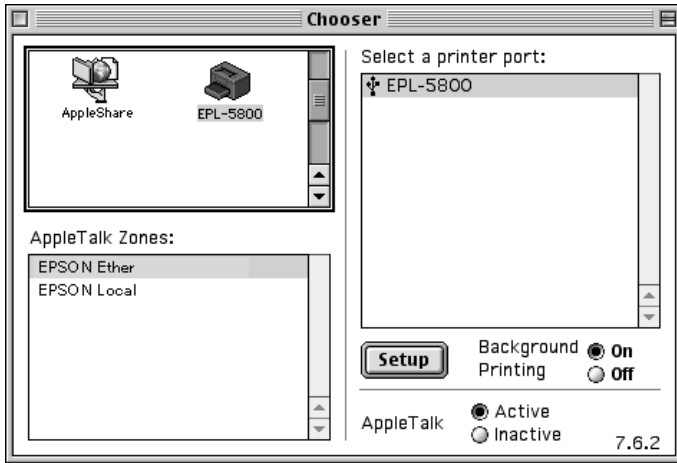 Chooser
AppleShare
EPL-5800
AppleTalk Zones:
EPSON Ether
EPSON Local
Select a printer port:
EPL-5800
Setup
Background Printing
On
Off
AppleTalk
Active
Inactive
7.6.2